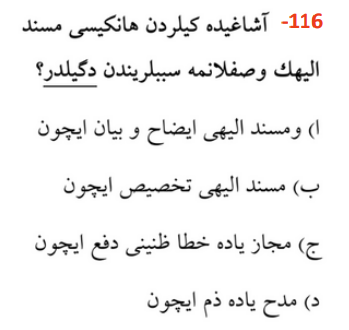 116- آشاغیده کیلردن هانکیسی مسند
الیهك وصفلانمه سببلریندن دگیلدر؟
ا) ومسند الیهی ایضاح و بیان ایچون
ب) مسند الیهی تخصیص ایچون
ج) مجاز یاده خطا ظنینی دفع ایچون
د) مدح یاده ذم ایچون